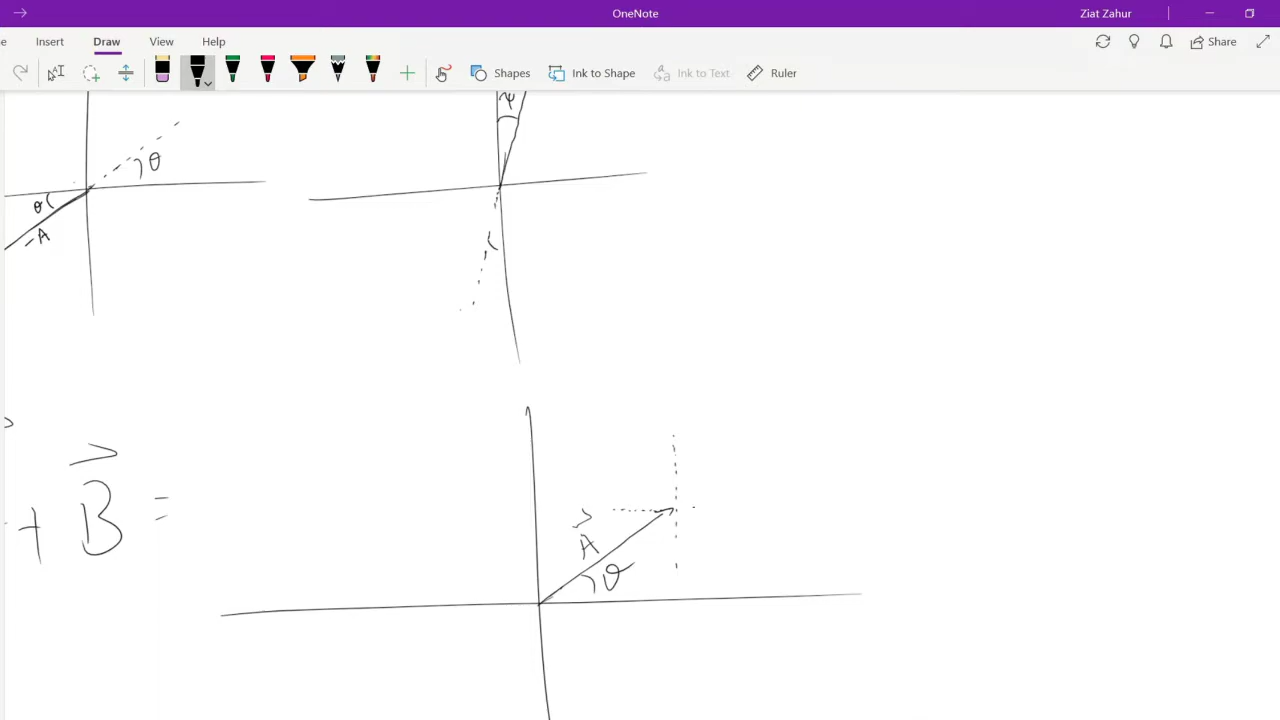 OneNote
Ziat Zahur
Insert Draw View Help
Share
Shapes
Ink to Shape
Ink to Text
Ruler
θ
θ
-A
ψ
+ B⃗ =
A⃗
θ